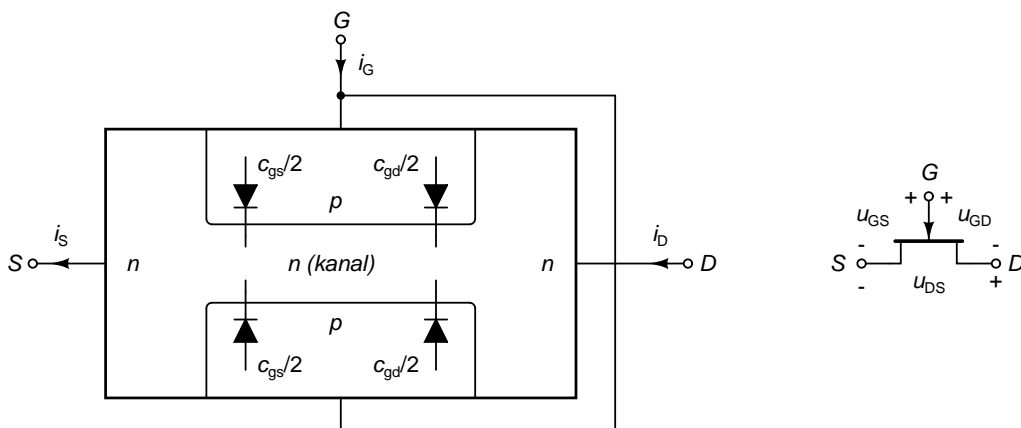 G
i_G
c_gs/2 c_gd/2
p
i_S i_D
S n n (kanal) n D
p
c_gs/2 c_gd/2
G
+ +
u_GS u_GD
- -
S D
- u_DS +